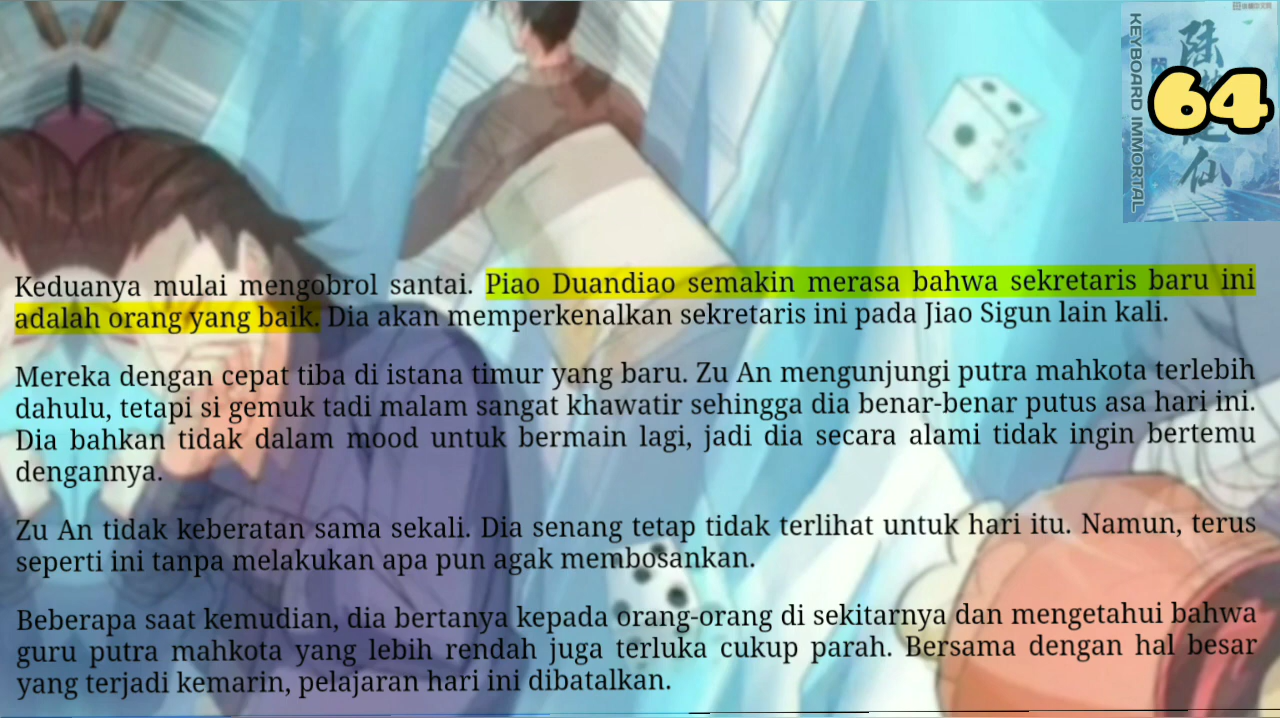 KEYBOARD IMMORTAL
64
Keduanya mulai mengobrol santai. Piao Duandiao semakin merasa bahwa sekretaris baru ini
adalah orang yang baik. Dia akan memperkenalkan sekretaris ini pada Jiao Sigun lain kali.
Mereka dengan cepat tiba di istana timur yang baru. Zu An mengunjungi putra mahkota terlebih
dahulu, tetapi si gemuk tadi malam sangat khawatir sehingga dia benar-benar putus asa hari ini.
Dia bahkan tidak dalam mood untuk bermain lagi, jadi dia secara alami tidak ingin bertemu
dengannya.
Zu An tidak keberatan sama sekali. Dia senang tetap tidak terlihat untuk hari itu. Namun, terus
seperti ini tanpa melakukan apa pun agak membosankan.
Beberapa saat kemudian, dia bertanya kepada orang-orang di sekitarnya dan mengetahui bahwa
guru putra mahkota yang lebih rendah juga terluka cukup parah. Bersama dengan hal besar
yang terjadi kemarin, pelajaran hari ini dibatalkan.